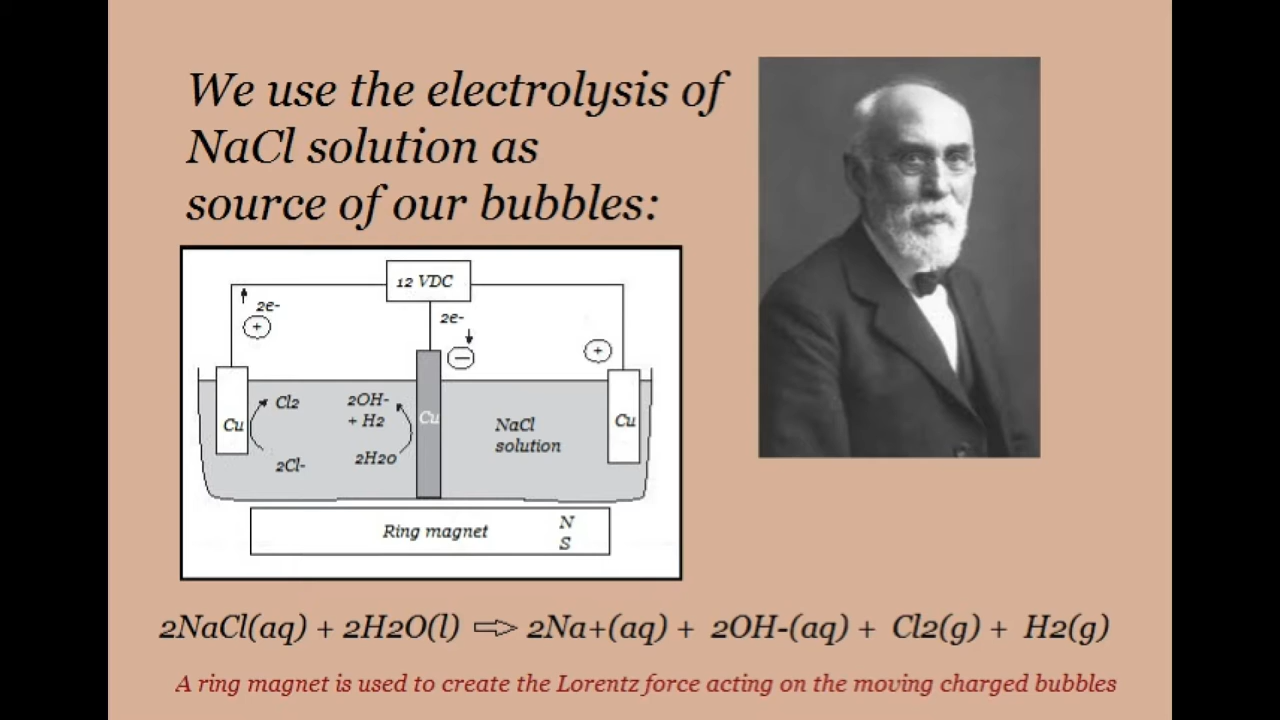 We use the electrolysis of
NaCl solution as
source of our bubbles:
12 VDC
2e-
+
2e-
−
+
Cu
Cl2
2Cl-
2OH-
+ H2
2H2o
Cu
NaCl
solution
Cu
Ring magnet
N
S
2NaCl(aq) + 2H2O(l) ⇨ 2Na+(aq) + 2OH-(aq) + Cl2(g) + H2(g)
A ring magnet is used to create the Lorentz force acting on the moving charged bubbles